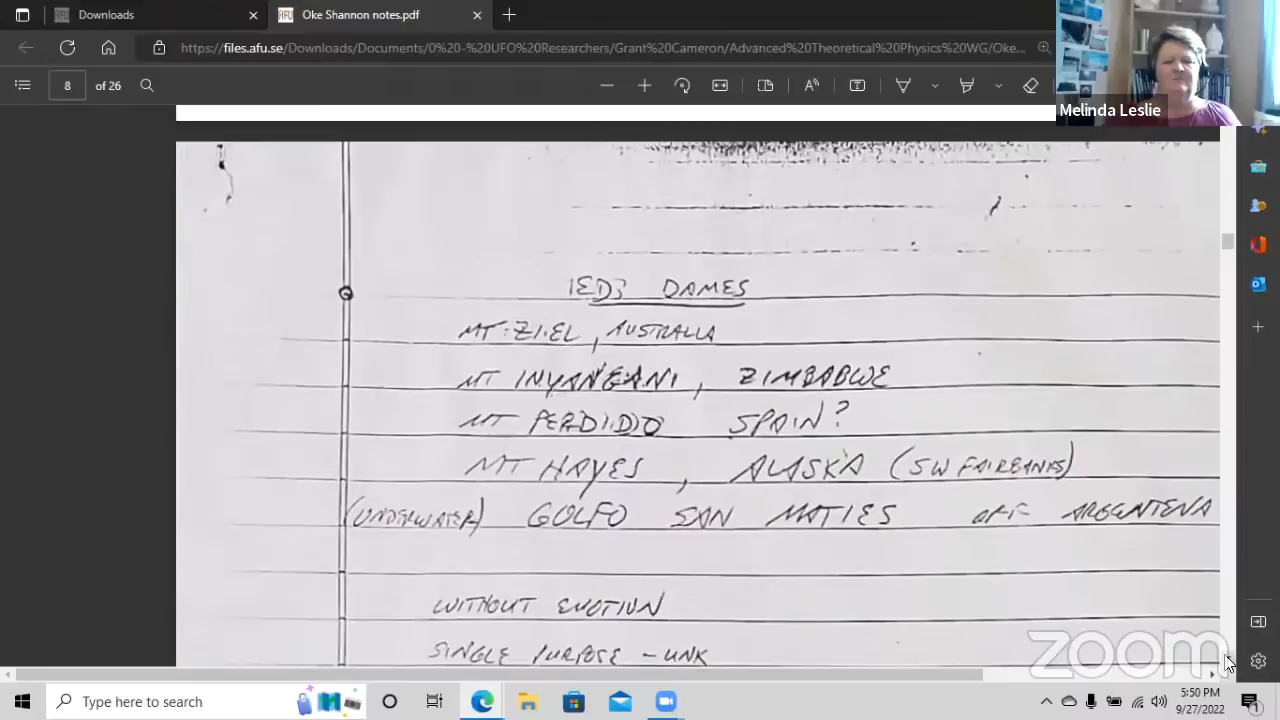 Downloads
Oke Shannon notes.pdf
https://files.afu.se/Downloads/Documents/0%20-%20UFO%20Researchers/Grant%20Cameron/Advanced%20Theoretical%20Physics%20WG/Oke...
8 of 26
Melinda Leslie
DAMES
MT. ZIEL, AUSTRALIA
MT INYANGANI, ZIMBABWE
MT PERDIDO SPAIN?
MT HAYES, ALASKA (SW FAIRBANKS)
(UNDERWATER) GOLFO SAN MATIES OFF ARGENTENA
WITHOUT EMOTION
SINGLE PURPOSE - UNK
zoom
Type here to search
5:50 PM
9/27/2022